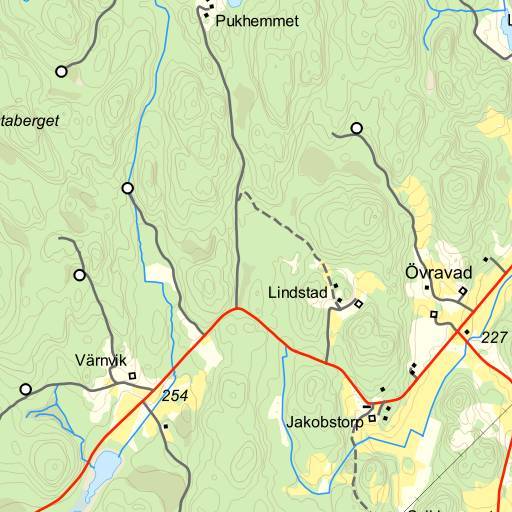 Pukhemmet
taberget
Övravad
Lindstad
227
Värnvik
254
Jakobstorp